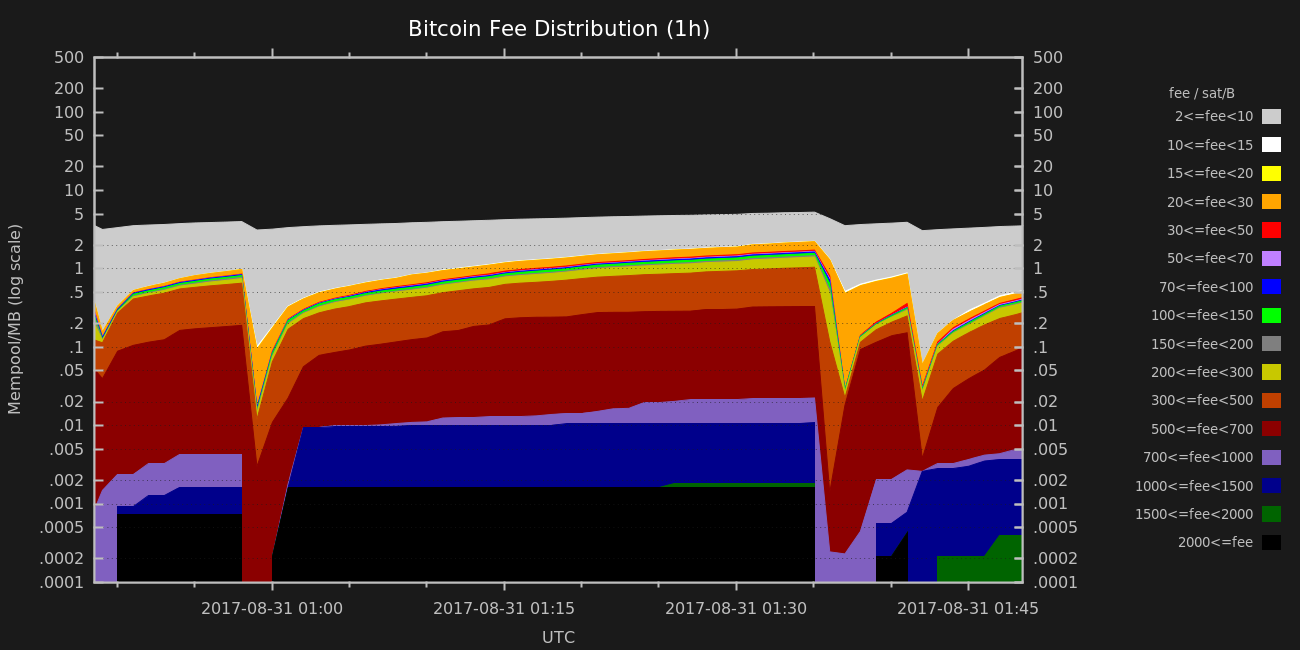 Bitcoin Fee Distribution (1h)
Mempool/MB (log scale)
500
200
100
50
20
10
5
2
1
.5
.2
.1
.05
.02
.01
.005
.002
.001
.0005
.0002
.0001
500
200
100
50
20
10
5
2
1
.5
.2
.1
.05
.02
.01
.005
.002
.001
.0005
.0002
.0001
fee / sat/B
2<=fee<10
10<=fee<15
15<=fee<20
20<=fee<30
30<=fee<50
50<=fee<70
70<=fee<100
100<=fee<150
150<=fee<200
200<=fee<300
300<=fee<500
500<=fee<700
700<=fee<1000
1000<=fee<1500
1500<=fee<2000
2000<=fee
2017-08-31 01:00 2017-08-31 01:15 2017-08-31 01:30 2017-08-31 01:45
UTC